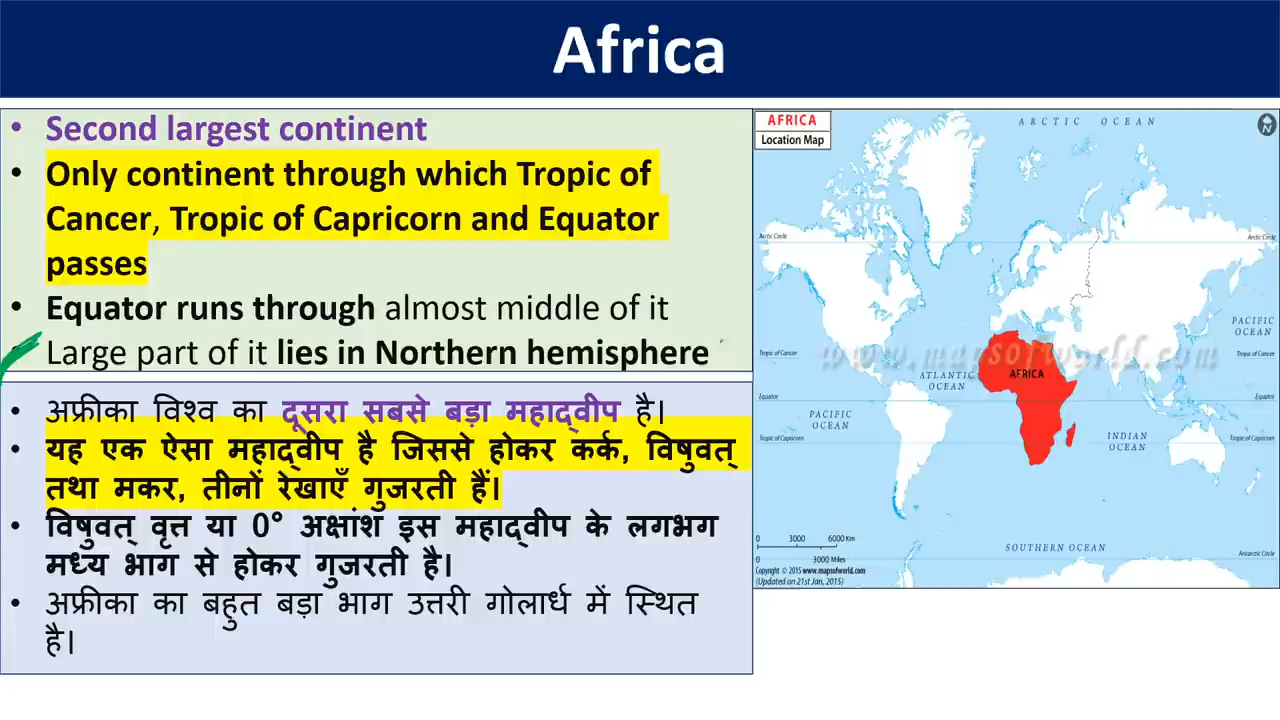 Africa
• Second largest continent
• Only continent through which Tropic of
Cancer, Tropic of Capricorn and Equator
passes
• Equator runs through almost middle of it
Large part of it lies in Northern hemisphere
• अफ्रीका विश्व का दूसरा सबसे बड़ा महाद्वीप है।
• यह एक ऐसा महाद्वीप है जिससे होकर कर्क, विषुवत्
तथा मकर, तीनों रेखाएँ गुजरती हैं।
• विषुवत् वृत्त या 0° अक्षांश इस महाद्वीप के लगभग
मध्य भाग से होकर गुजरती है।
• अफ्रीका का बहुत बड़ा भाग उत्तरी गोलार्ध में स्थित
है।
AFRICA
Location Map
ARCTIC OCEAN
N
Arctic Circle
Arctic Circle
PACIFIC
OCEAN
www.mapsofworld.com
Tropic of Cancer
Tropic of Cancer
ATLANTIC
OCEAN
AFRICA
Equator
Equator
PACIFIC
OCEAN
INDIAN
OCEAN
Tropic of Capricorn
Tropic of Capricorn
0 3000 6000 Km
0 3000 Miles
SOUTHERN OCEAN
Antarctic Circle
Copyright © 2015 www.mapsofworld.com
(Updated on 21st Jan, 2015)